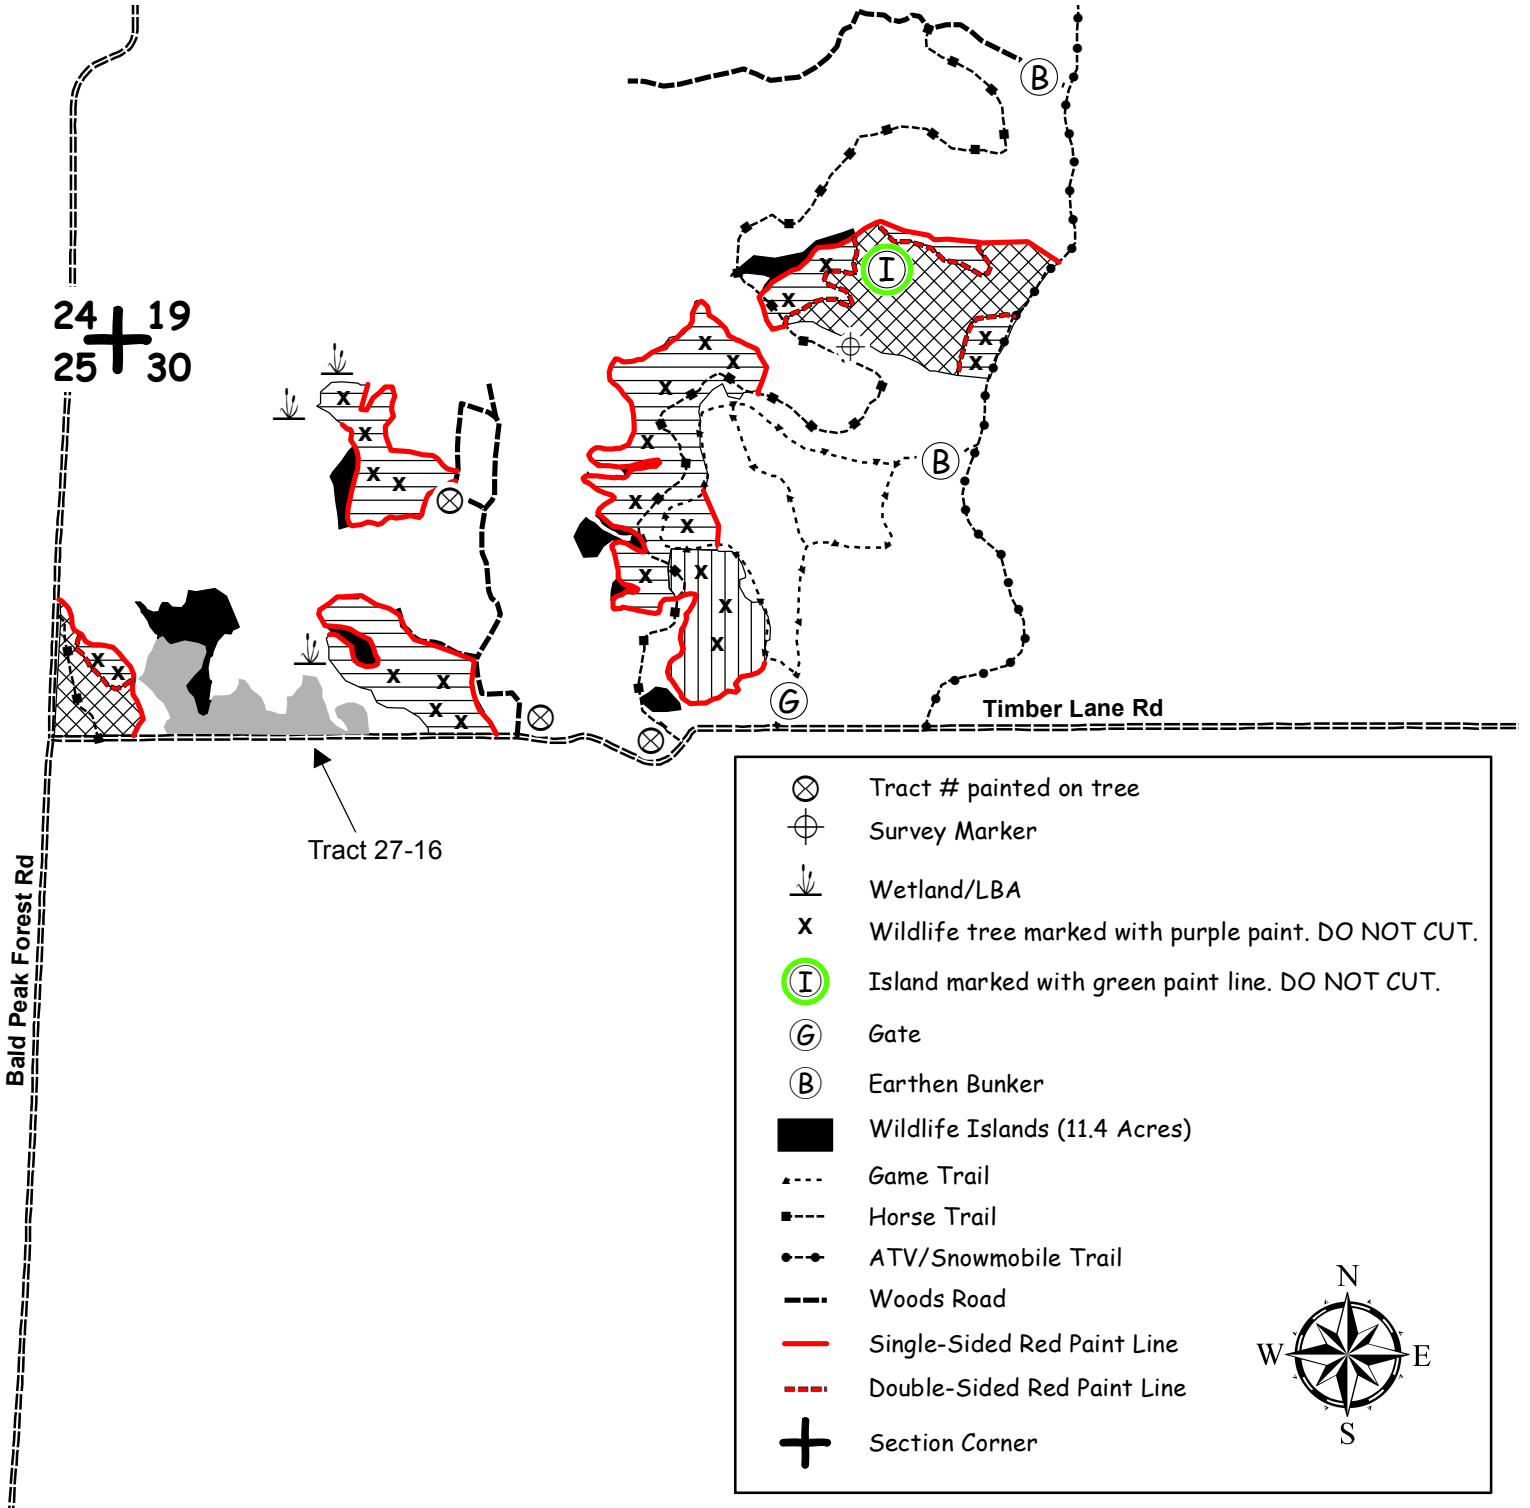 B
I
24 19
25 30
B
G
Timber Lane Rd
Tract 27-16
Bald Peak Forest Rd
Tract # painted on tree
Survey Marker
Wetland/LBA
X Wildlife tree marked with purple paint. DO NOT CUT.
I Island marked with green paint line. DO NOT CUT.
G Gate
B Earthen Bunker
Wildlife Islands (11.4 Acres)
Game Trail
Horse Trail
ATV/Snowmobile Trail
Woods Road
Single-Sided Red Paint Line
Double-Sided Red Paint Line
Section Corner
N
W E
S